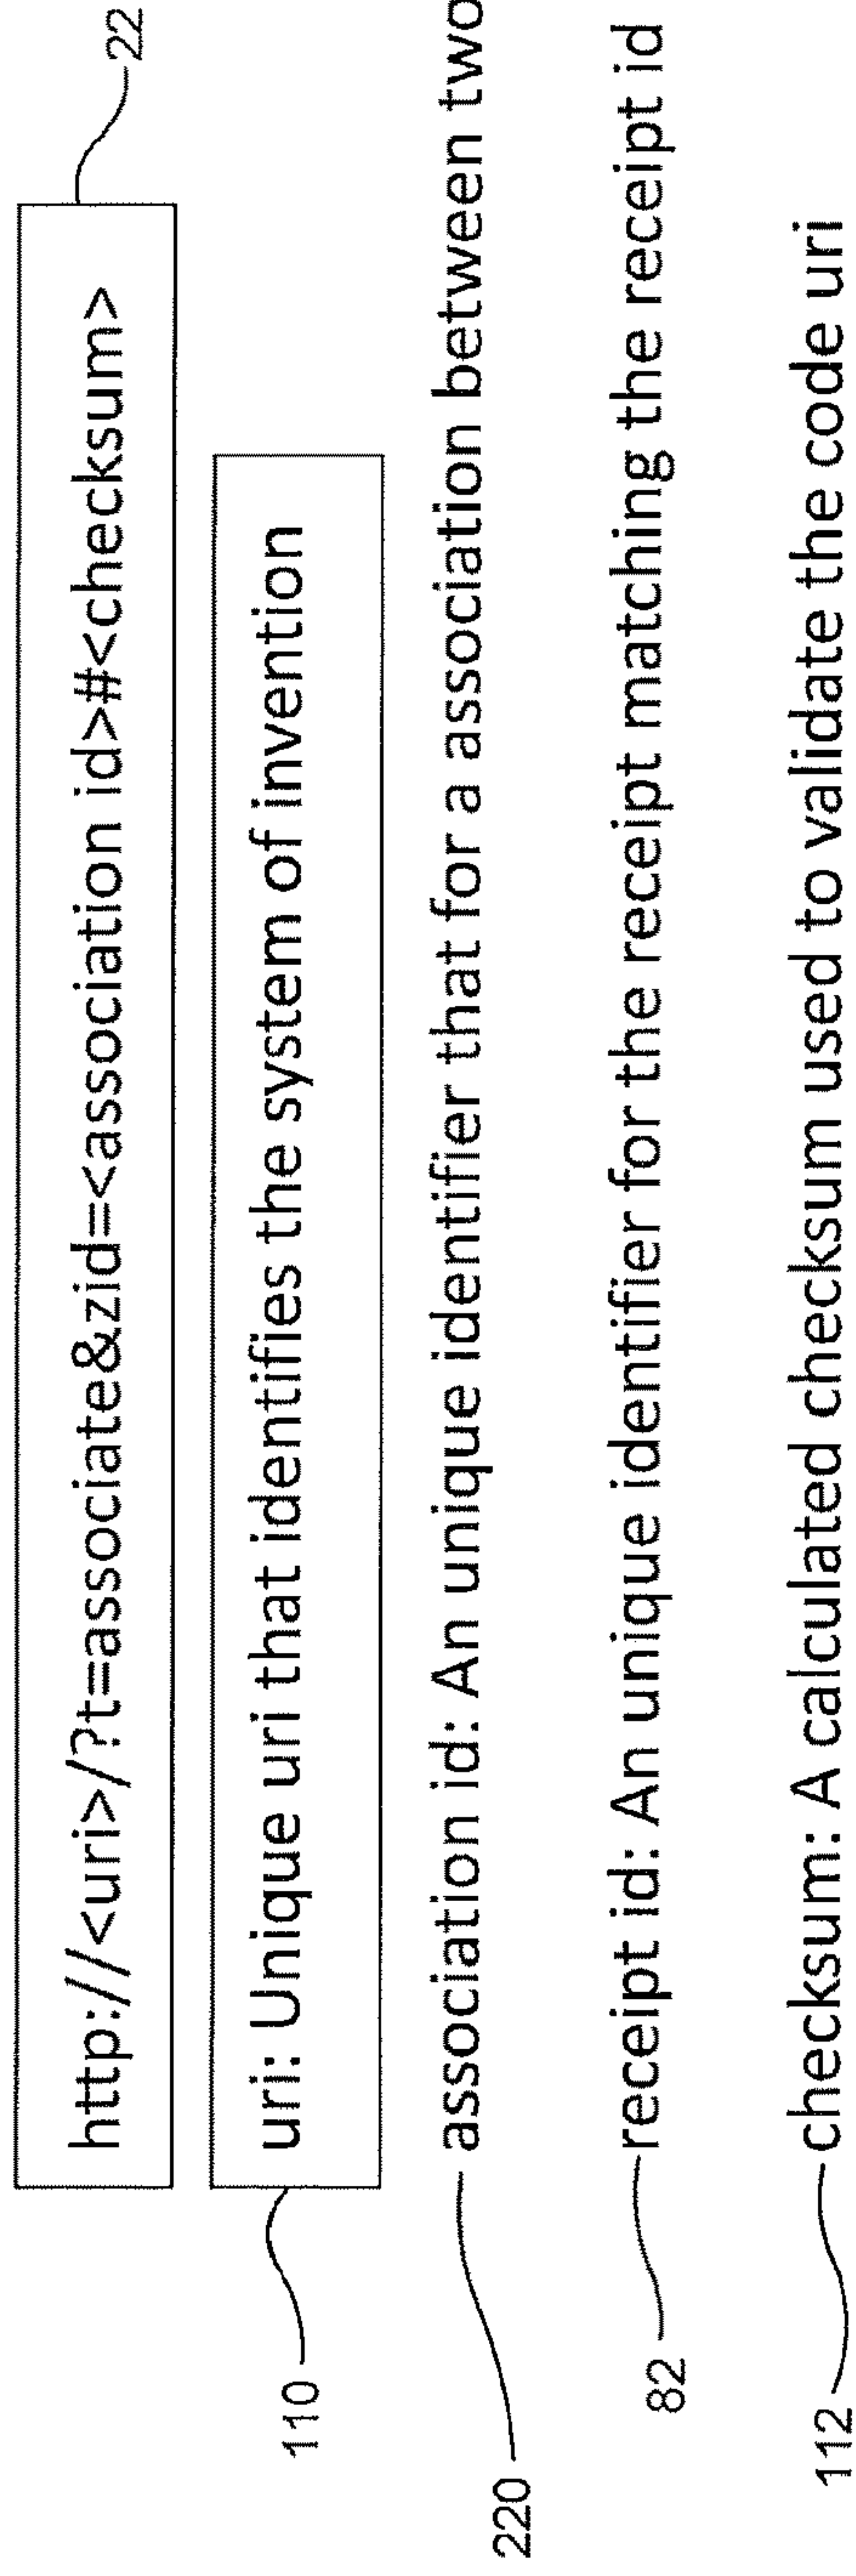 http://<uri>/?t=associate&zid=<association id>#<checksum>
22
110
uri: Unique uri that identifies the system of invention
220
association id: An unique identifier that for a association between two
82
receipt id: An unique identifier for the receipt matching the receipt id
112
checksum: A calculated checksum used to validate the code uri